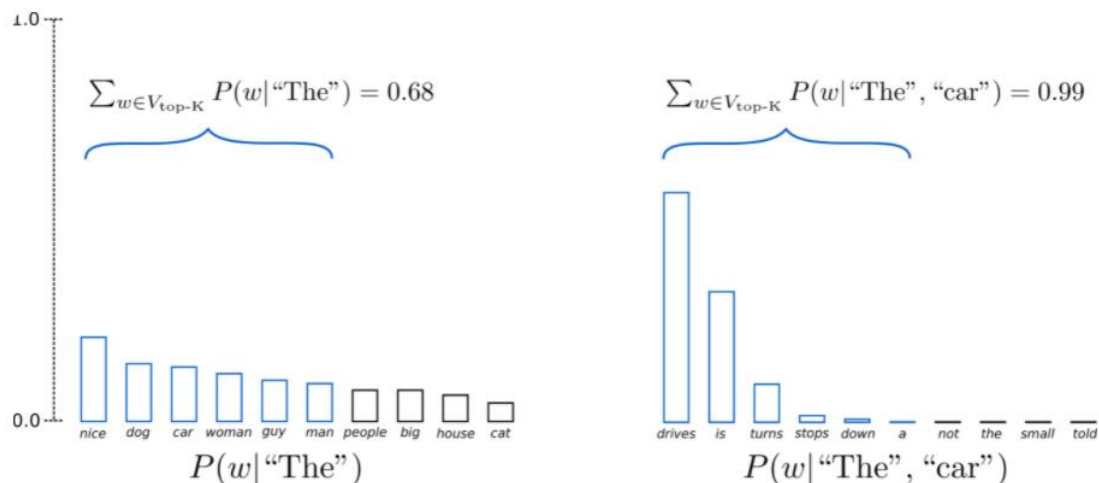 1.0
∑w∈Vtop-K P(w|“The”) = 0.68
∑w∈Vtop-K P(w|“The”, “car”) = 0.99
0.0
nice dog car woman guy man people big house cat
drives is turns stops down a not the small told
P(w|“The”)
P(w|“The”, “car”)